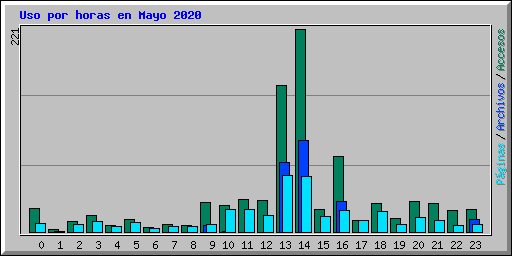 Uso por horas en Mayo 2020
221
Páginas / Archivos / Accesos
0 1 2 3 4 5 6 7 8 9 10 11 12 13 14 15 16 17 18 19 20 21 22 23